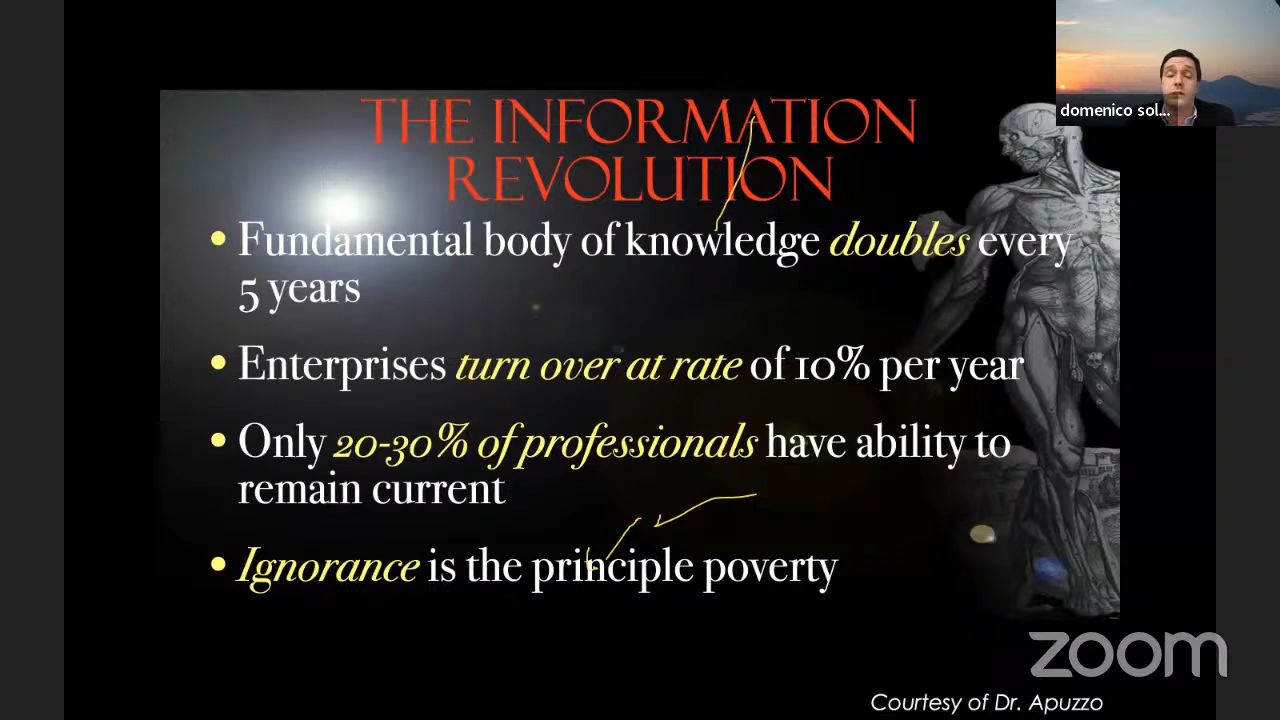 domenico sol...
THE INFORMATION
REVOLUTION
• Fundamental body of knowledge doubles every
5 years
• Enterprises turn over at rate of 10% per year
• Only 20-30% of professionals have ability to
remain current
• Ignorance is the principle poverty
zoom
Courtesy of Dr. Apuzzo